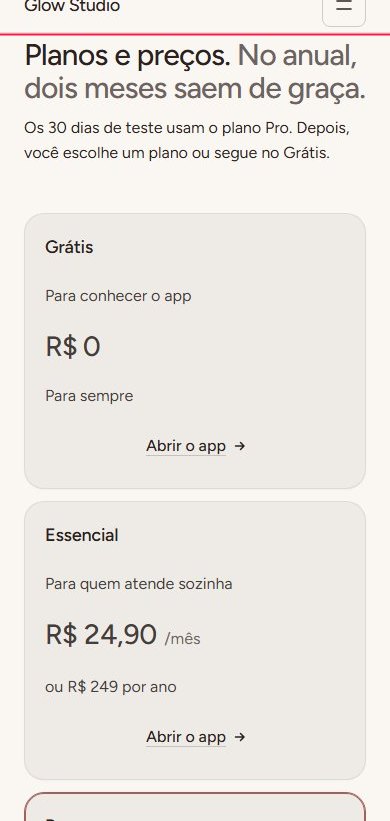 Glow Studio
Planos e preços. No anual,
dois meses saem de graça.
Os 30 dias de teste usam o plano Pro. Depois,
você escolhe um plano ou segue no Grátis.
Grátis
Para conhecer o app
R$ 0
Para sempre
Abrir o app →
Essencial
Para quem atende sozinha
R$ 24,90 /mês
ou R$ 249 por ano
Abrir o app →